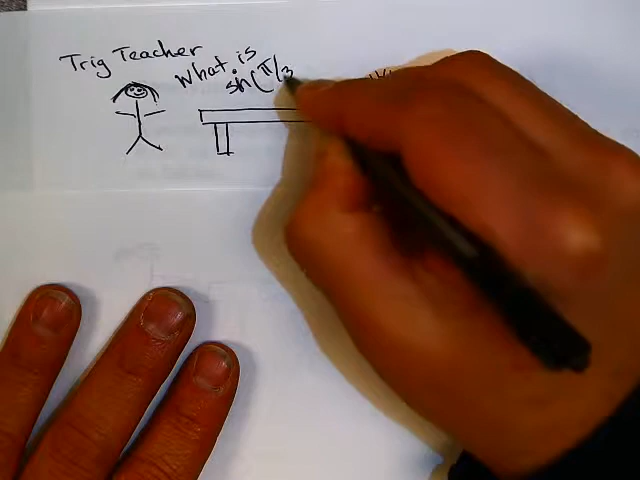 Trig Teacher
What is
sin(π/3